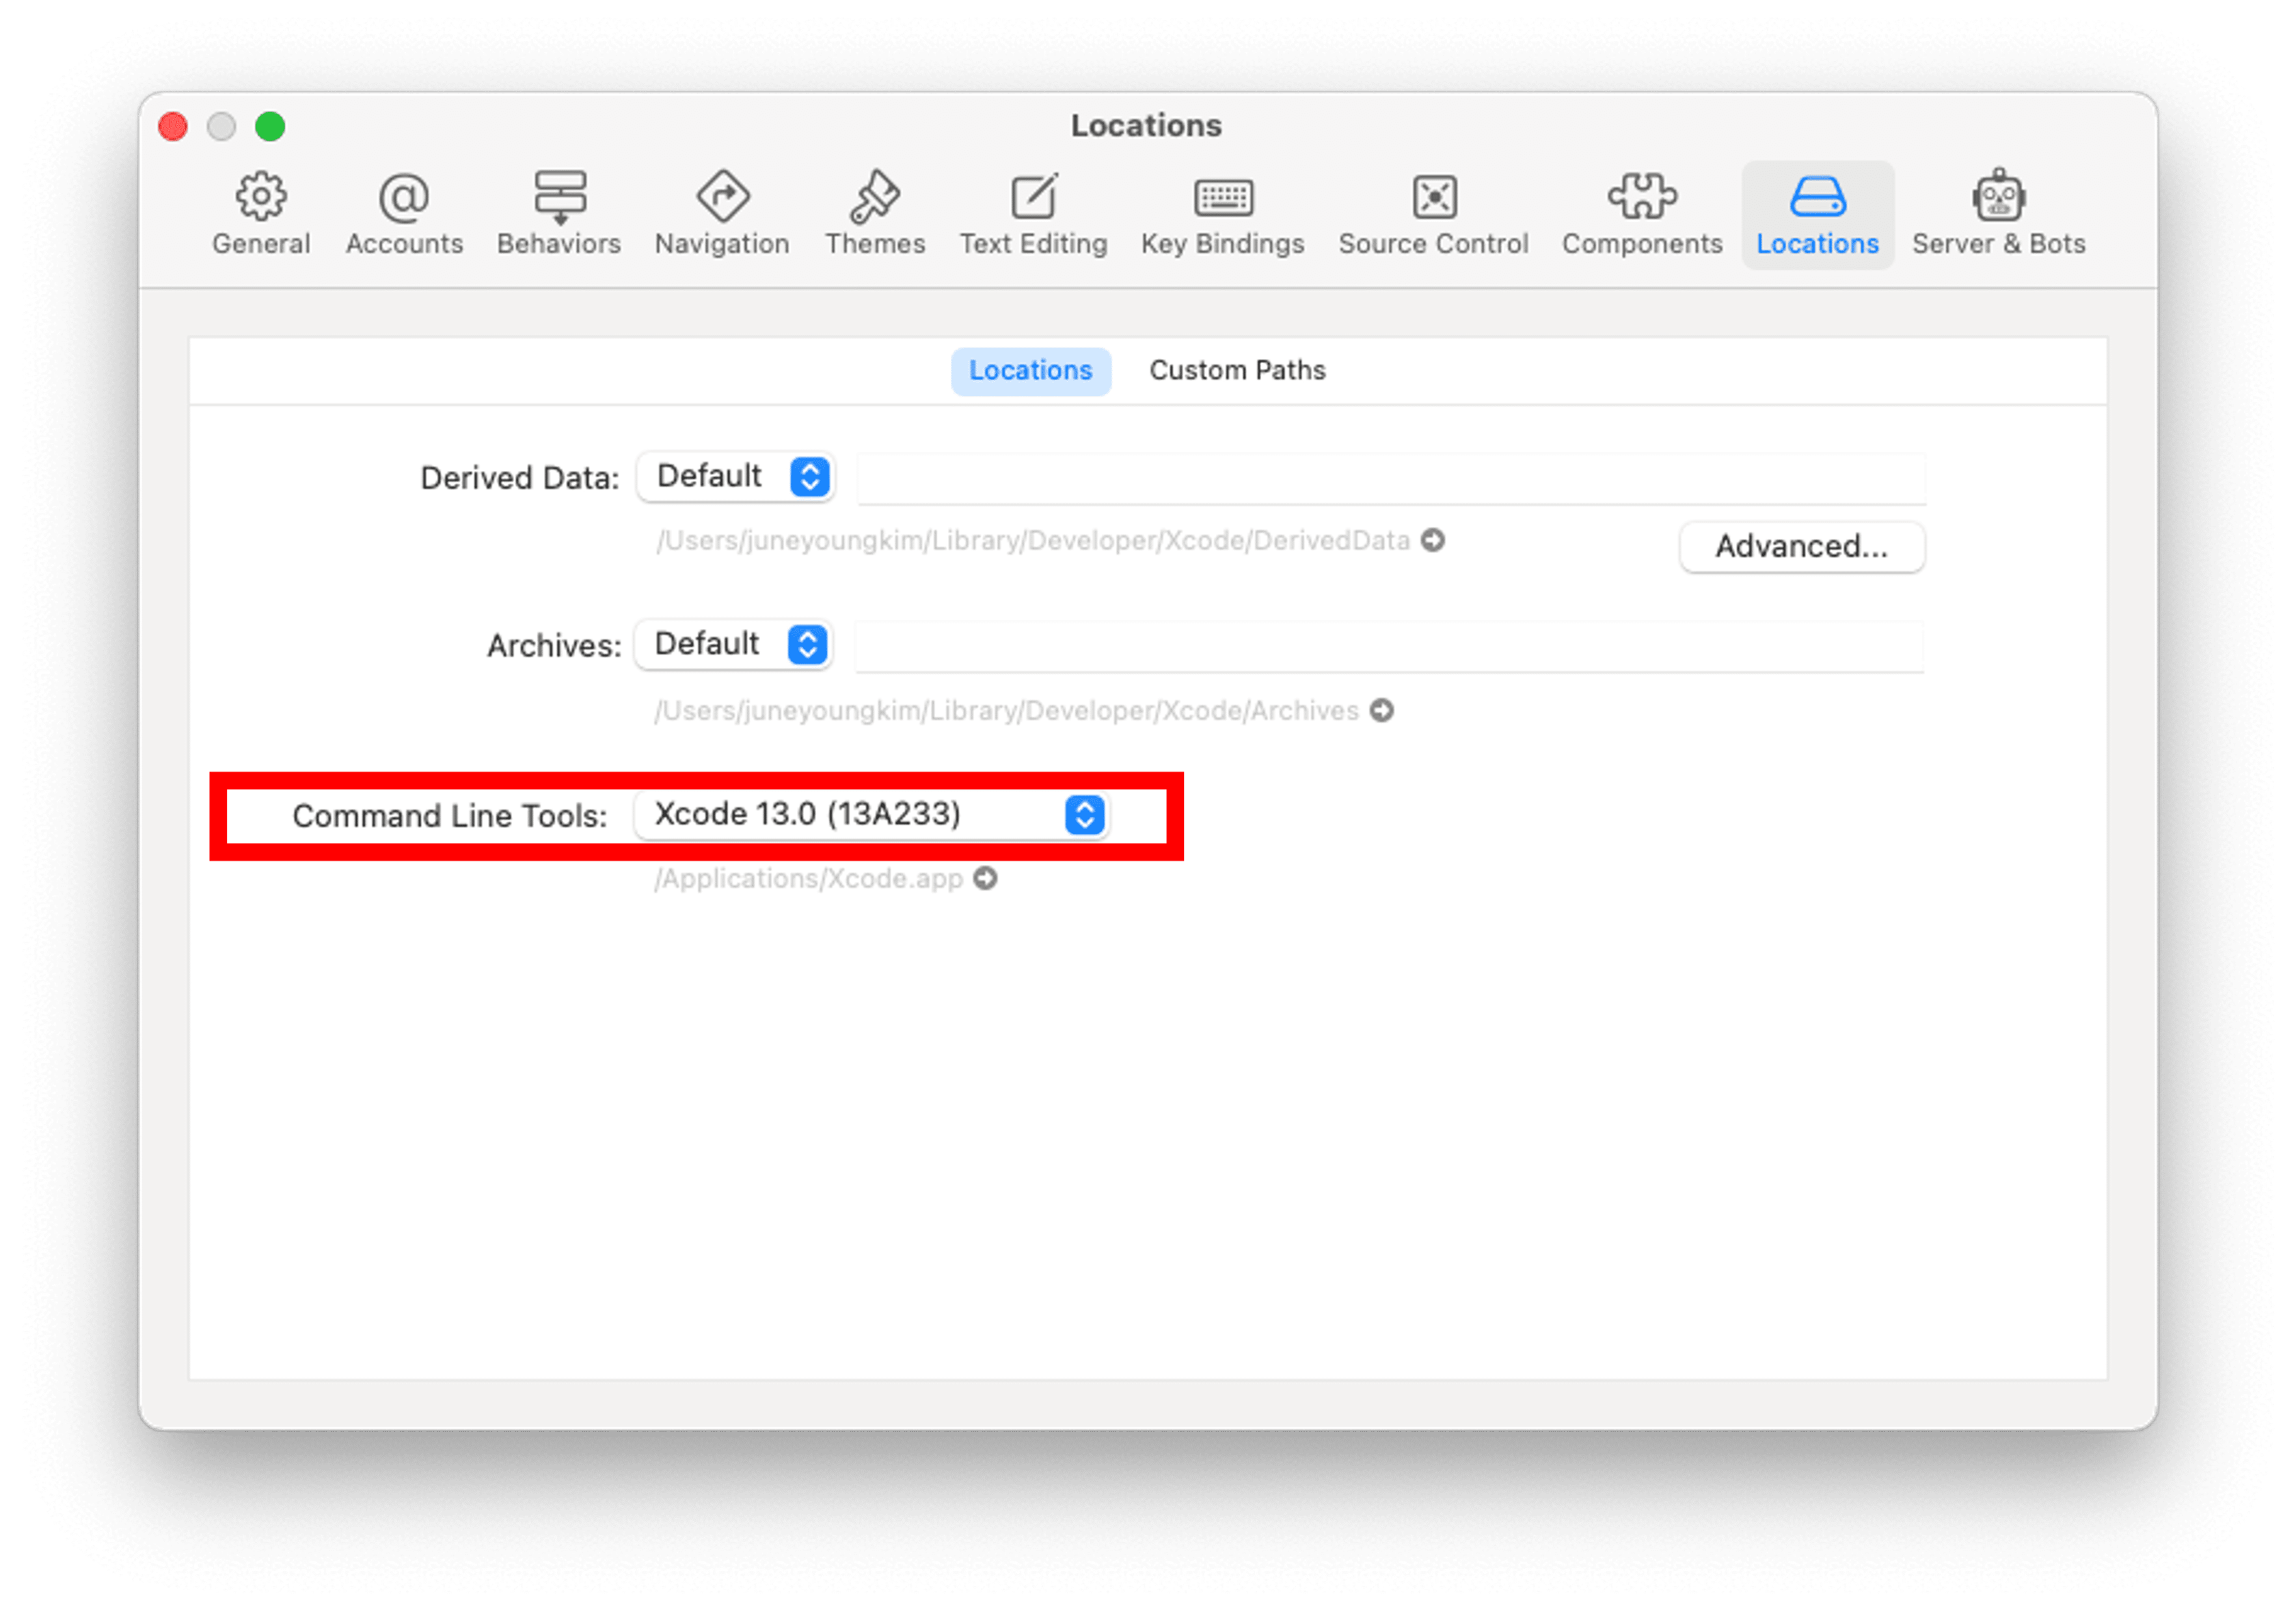 Locations
General Accounts Behaviors Navigation Themes Text Editing Key Bindings Source Control Components Locations Server & Bots
Locations Custom Paths
Derived Data: Default
/Users/juneyoungkim/Library/Developer/Xcode/DerivedData
Advanced...
Archives: Default
/Users/juneyoungkim/Library/Developer/Xcode/Archives
Command Line Tools: Xcode 13.0 (13A233)
/Applications/Xcode.app